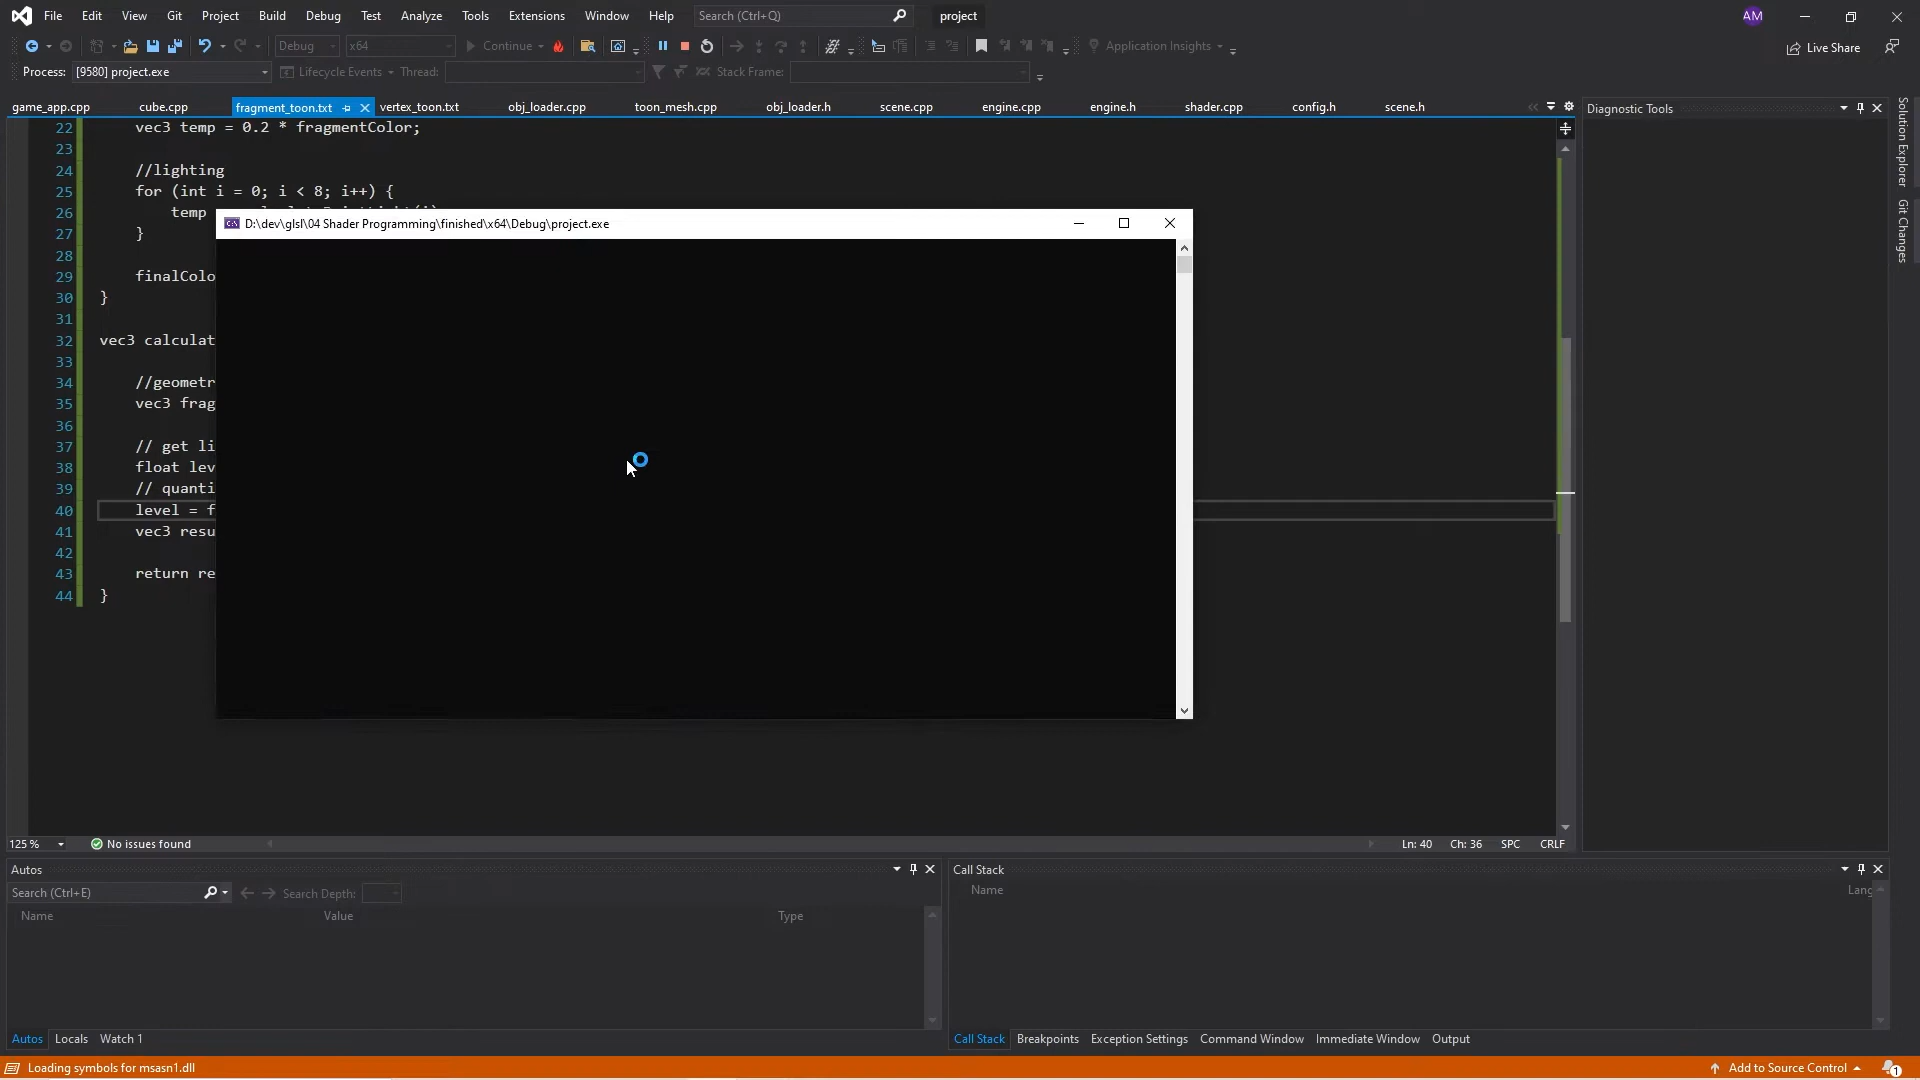 File Edit View Git Project Build Debug Test Analyze Tools Extensions Window Help Search (Ctrl+Q) project AM
Debug x64 Continue Application Insights Live Share
Process: [9580] project.exe Lifecycle Events Thread: Stack Frame:
game_app.cpp cube.cpp fragment_toon.txt vertex_toon.txt obj_loader.cpp toon_mesh.cpp obj_loader.h scene.cpp engine.cpp engine.h shader.cpp config.h scene.h
Diagnostic Tools
Solution Explorer
Git Changes
22 vec3 temp = 0.2 * fragmentColor;
23
24 //lighting
25 for (int i = 0; i < 8; i++) {
26 temp
27 }
28
29 finalColo
30 }
31
32 vec3 calculat
33
34 //geometr
35 vec3 frag
36
37 // get li
38 float lev
39 // quanti
40 level = f
41 vec3 resu
42
43 return re
44 }
D:\dev\glsl\04 Shader Programming\finished\x64\Debug\project.exe
125 % No issues found Ln: 40 Ch: 36 SPC CRLF
Autos
Search (Ctrl+E) Search Depth:
Name Value Type
Autos Locals Watch 1
Call Stack
Name Lang
Call Stack Breakpoints Exception Settings Command Window Immediate Window Output
Loading symbols for msasn1.dll Add to Source Control 1